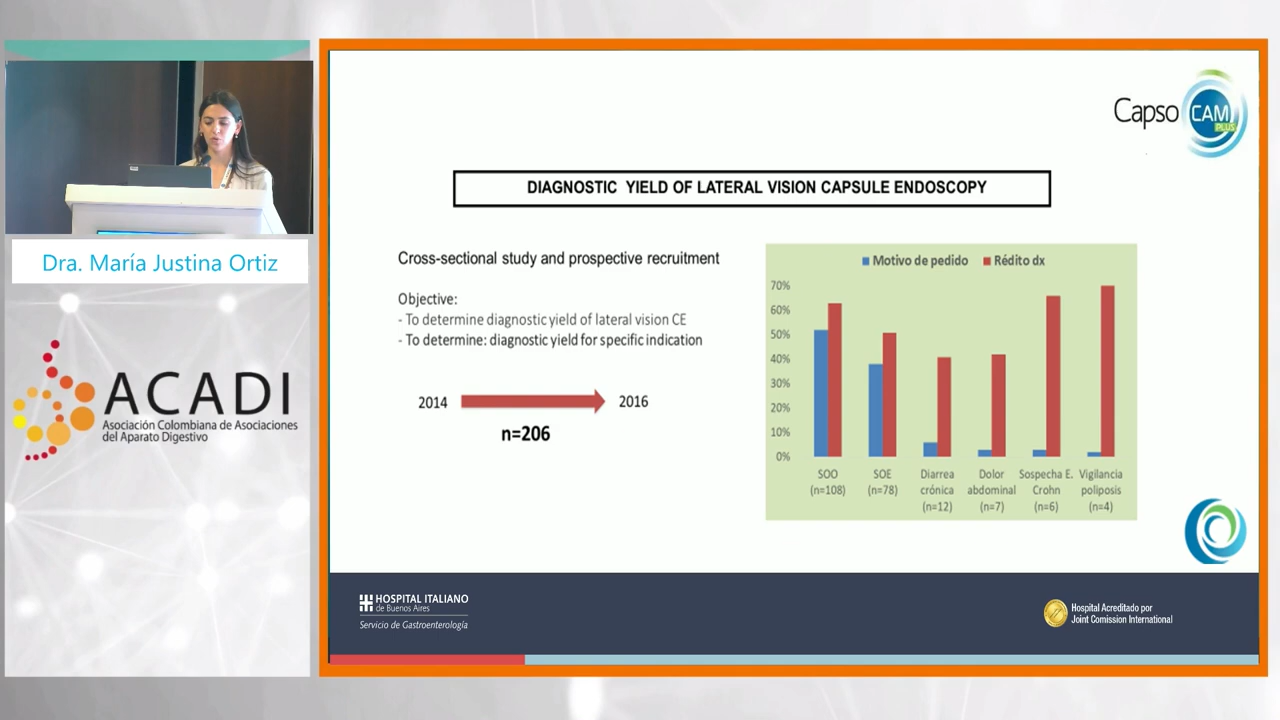 Dra. María Justina Ortiz
ACADI
Asociación Colombiana de Asociaciones
del Aparato Digestivo
Capso CAM
PLUS
DIAGNOSTIC YIELD OF LATERAL VISION CAPSULE ENDOSCOPY
Cross-sectional study and prospective recruitment
Objective:
- To determine diagnostic yield of lateral vision CE
- To determine: diagnostic yield for specific indication
2014 2016
n=206
Motivo de pedido Rédito dx
70%
60%
50%
40%
30%
20%
10%
0%
SOO SOE Diarrea Dolor Sospecha E. Vigilancia
(n=108) (n=78) crónica abdominal Crohn poliposis
(n=12) (n=7) (n=6) (n=4)
HOSPITAL ITALIANO
de Buenos Aires
Servicio de Gastroenterología
Hospital Acreditado por
Joint Comission International